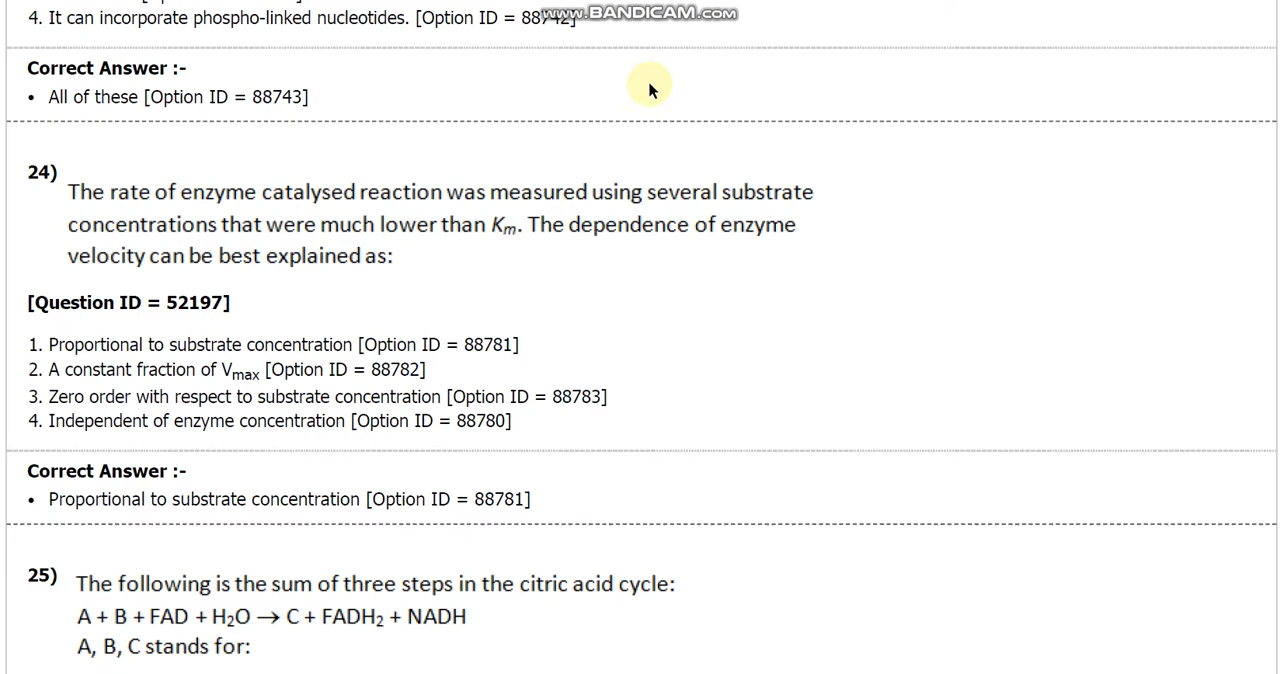 4. It can incorporate phospho-linked nucleotides. [Option ID = 88742]
www.BANDICAM.com
Correct Answer :-
• All of these [Option ID = 88743]
24)
The rate of enzyme catalysed reaction was measured using several substrate
concentrations that were much lower than Km. The dependence of enzyme
velocity can be best explained as:
[Question ID = 52197]
1. Proportional to substrate concentration [Option ID = 88781]
2. A constant fraction of Vmax [Option ID = 88782]
3. Zero order with respect to substrate concentration [Option ID = 88783]
4. Independent of enzyme concentration [Option ID = 88780]
Correct Answer :-
• Proportional to substrate concentration [Option ID = 88781]
25)
The following is the sum of three steps in the citric acid cycle:
A + B + FAD + H2O → C + FADH2 + NADH
A, B, C stands for: